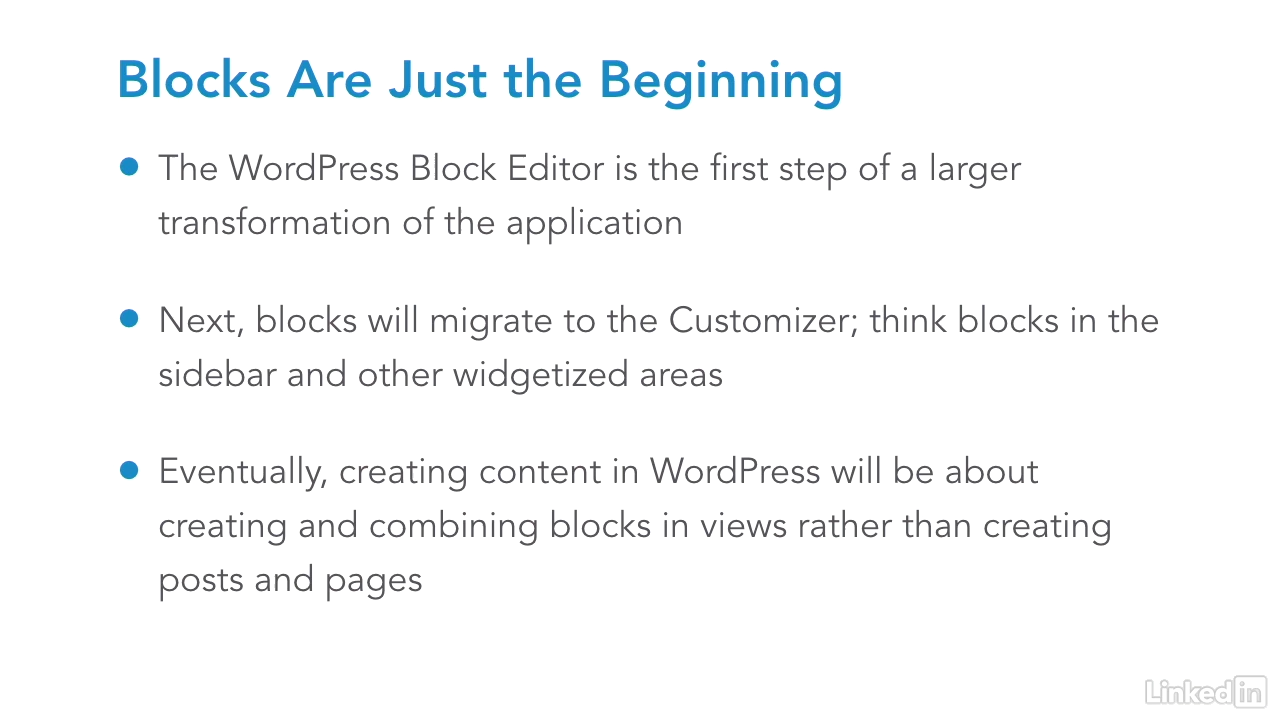 Blocks Are Just the Beginning
The WordPress Block Editor is the first step of a larger
transformation of the application
Next, blocks will migrate to the Customizer; think blocks in the
sidebar and other widgetized areas
Eventually, creating content in WordPress will be about
creating and combining blocks in views rather than creating
posts and pages
Linked in